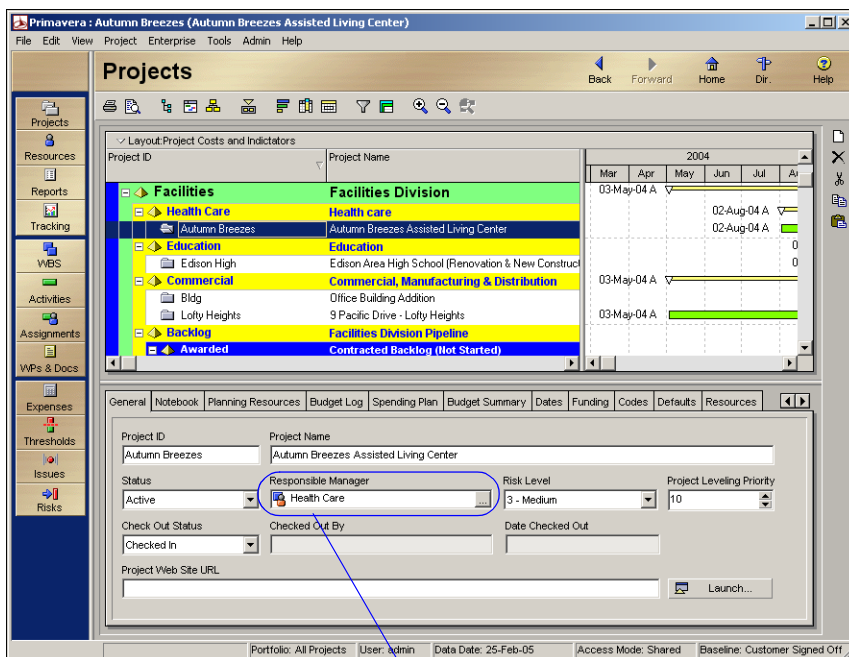 Primavera : Autumn Breezes (Autumn Breezes Assisted Living Center)
File Edit View Project Enterprise Tools Admin Help
Projects
Back Forward Home Dir. Help
Projects
Resources
Reports
Tracking
WBS
Activities
Assignments
WPs & Docs
Expenses
Thresholds
Issues
Risks
Layout:Project Costs and Indictators
Project ID Project Name 2004
Mar Apr May Jun Jul
Facilities Facilities Division 03-May-04 A
Health Care Health care 02-Aug-04 A
Autumn Breezes Autumn Breezes Assisted Living Center 02-Aug-04 A
Education Education 0
Edison High Edison Area High School (Renovation & New Construct 0
Commercial Commercial, Manufacturing & Distribution 03-May-04 A
Bldg Office Building Addition
Lofty Heights 9 Pacific Drive - Lofty Heights 03-May-04 A
Backlog Facilities Division Pipeline
Awarded Contracted Backlog (Not Started)
General Notebook Planning Resources Budget Log Spending Plan Budget Summary Dates Funding Codes Defaults Resources
Project ID Project Name
Autumn Breezes Autumn Breezes Assisted Living Center
Status Responsible Manager Risk Level Project Leveling Priority
Active Health Care ... 3 - Medium 10
Check Out Status Checked Out By Date Checked Out
Checked In
Project Web Site URL
Launch...
Portfolio: All Projects User: admin Data Date: 25-Feb-05 Access Mode: Shared Baseline: Customer Signed Off